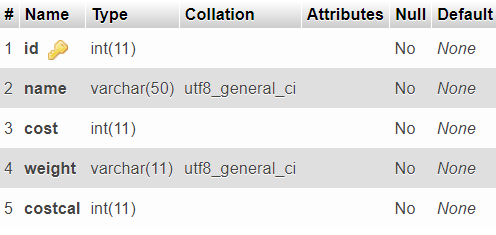 # Name Type Collation Attributes Null Default
1 id int(11) No None
2 name varchar(50) utf8_general_ci No None
3 cost int(11) No None
4 weight varchar(11) utf8_general_ci No None
5 costcal int(11) No None